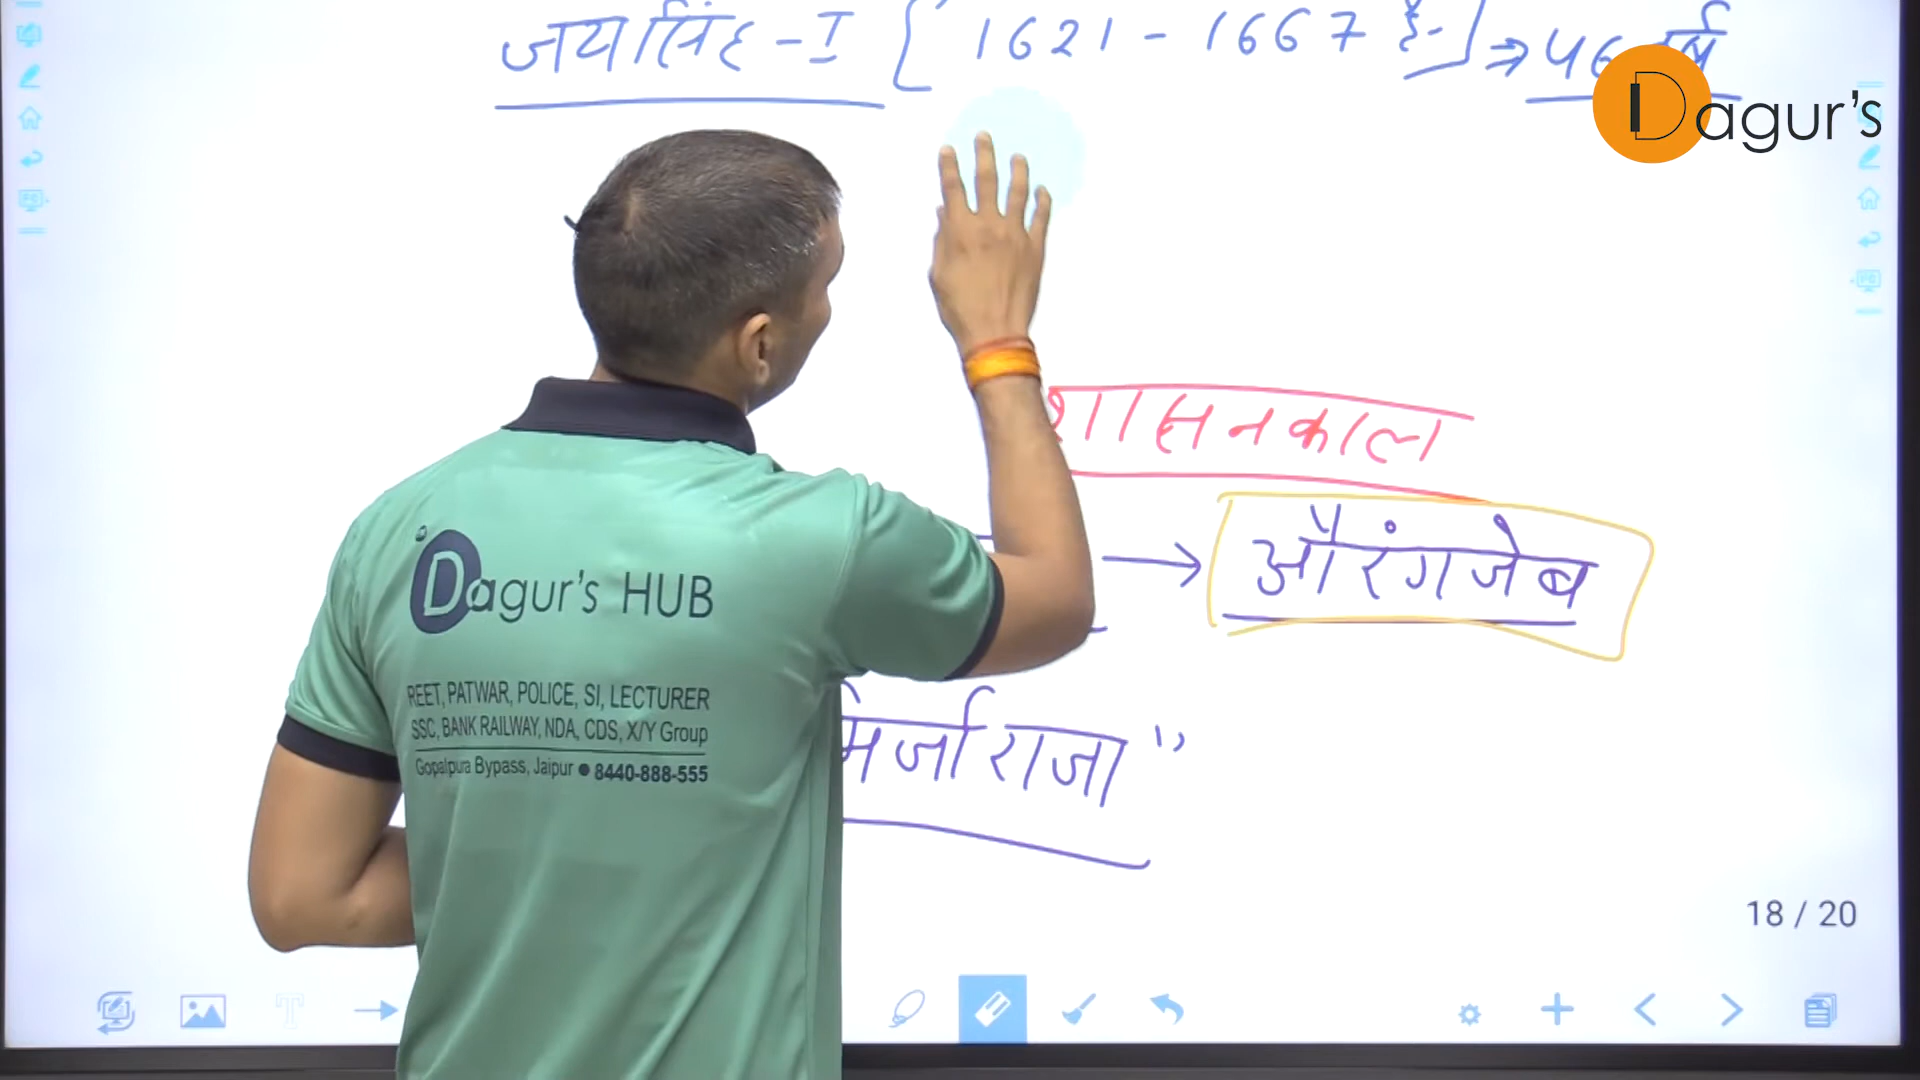 जयसिंह-I [ 1621 - 1667 ई.] → 46 वर्ष
Dagur's
शासनकाल
→ औरंगजेब
मिर्जा राजा"
Dagur's HUB
REET, PATWAR, POLICE, SI, LECTURER
SSC, BANK RAILWAY, NDA, CDS, X/Y Group
Gopalpura Bypass, Jaipur ● 8440-888-555
18 / 20